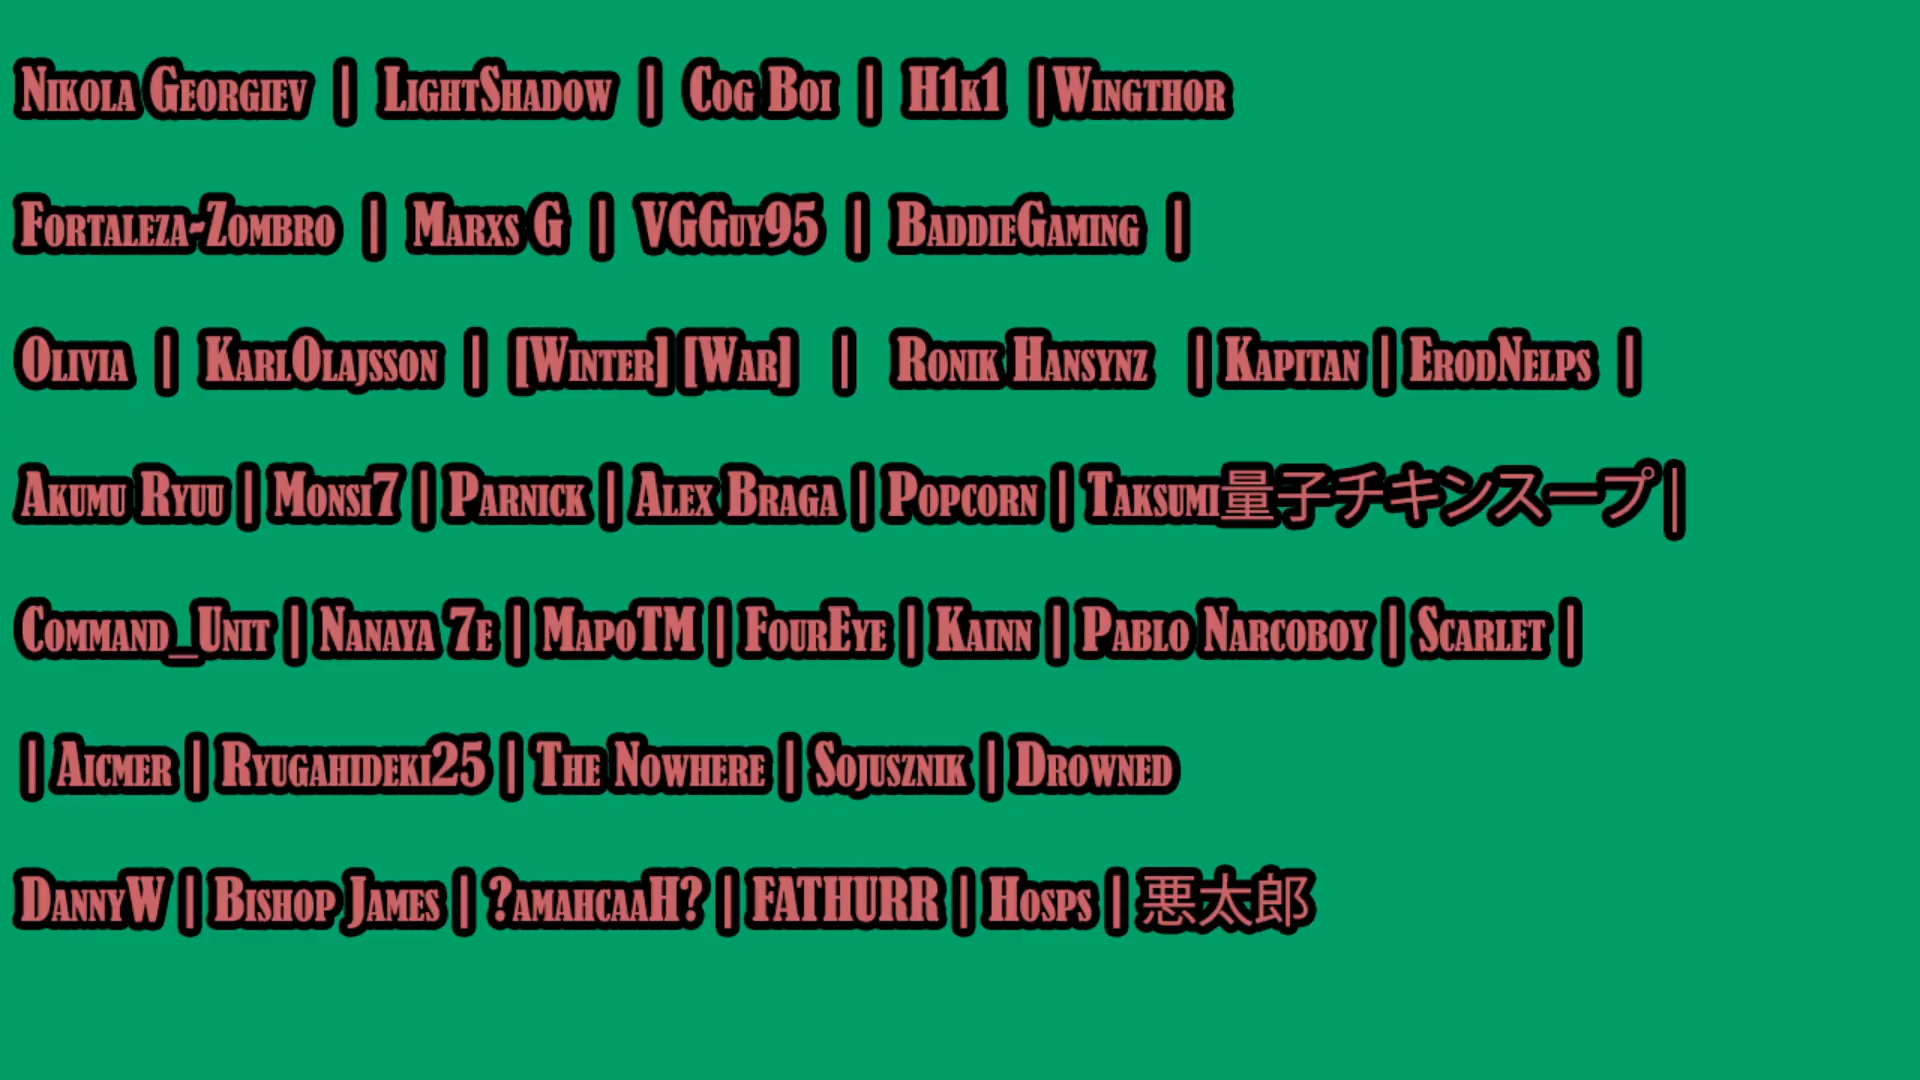 Nikola Georgiev | LightShadow | Cog Boi | H1k1 |Wingthor
Fortaleza-Zombro | Marxs G | VGGuy95 | BaddieGaming |
Olivia | KarlOlajsson | [Winter] [War] | Ronik Hansynz | Kapitan | ErodNelps |
Akumu Ryuu | Monsi7 | Parnick | Alex Braga | Popcorn | Taksumi量子チキンスープ |
Command_Unit | Nanaya 7e | MapoTM | FourEye | Kainn | Pablo Narcoboy | Scarlet |
| Aicmer | Ryugahideki25 | The Nowhere | Sojusznik | Drowned
DannyW | Bishop James | ?amahcaaH? | FATHURR | Hosps | 悪太郎